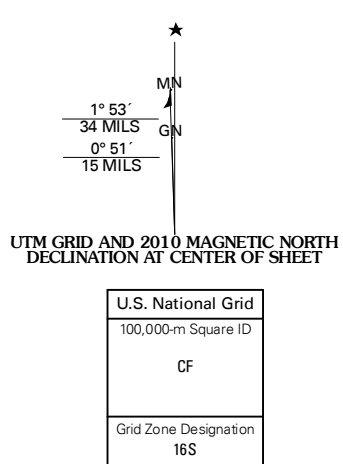 MN
1° 53´
34 MILS
GN
0° 51´
15 MILS
UTM GRID AND 2010 MAGNETIC NORTH
DECLINATION AT CENTER OF SHEET
U.S. National Grid
100,000-m Square ID
CF
Grid Zone Designation
16S